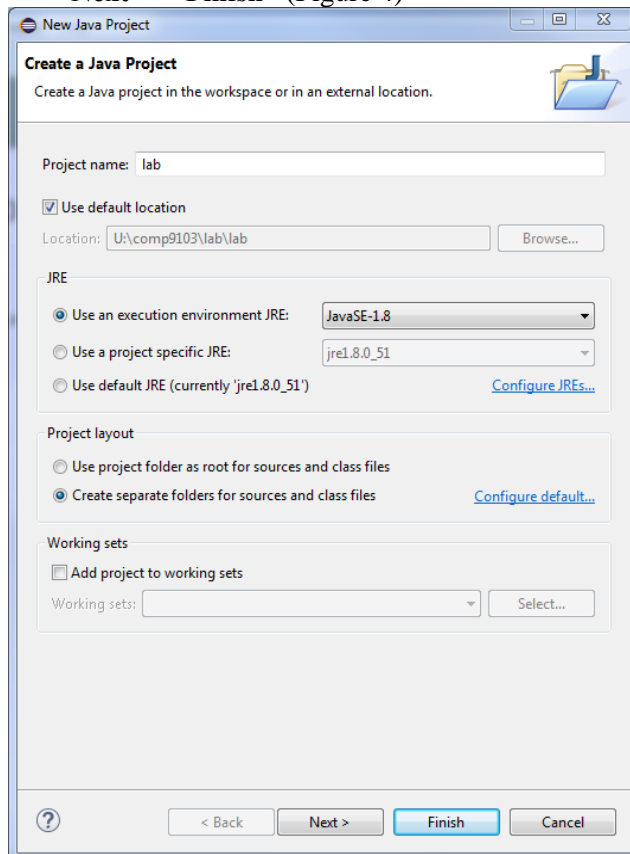 New Java Project
Create a Java Project
Create a Java project in the workspace or in an external location.
Project name: lab
Use default location
Location: U:\comp9103\lab\lab Browse...
JRE
Use an execution environment JRE: JavaSE-1.8
Use a project specific JRE: jre1.8.0_51
Use default JRE (currently 'jre1.8.0_51') Configure JREs...
Project layout
Use project folder as root for sources and class files
Create separate folders for sources and class files Configure default...
Working sets
Add project to working sets
Working sets: Select...
? < Back Next > Finish Cancel